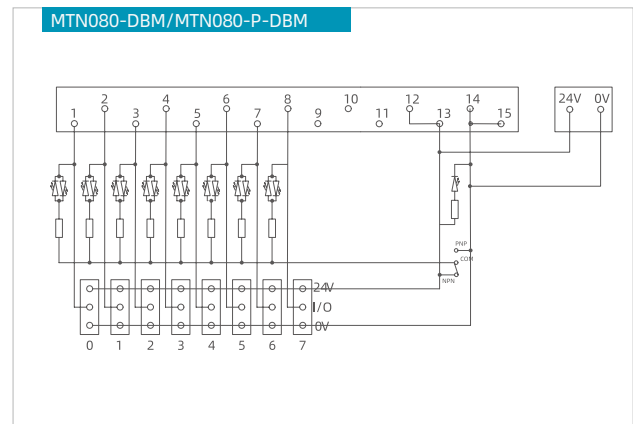 MTN080-DBM/MTN080-P-DBM
2 4 6 8 10 12 14 24V 0V
1 3 5 7 9 11 13 15
PNP
COM
NPN
24V
I/O
0V
0 1 2 3 4 5 6 7